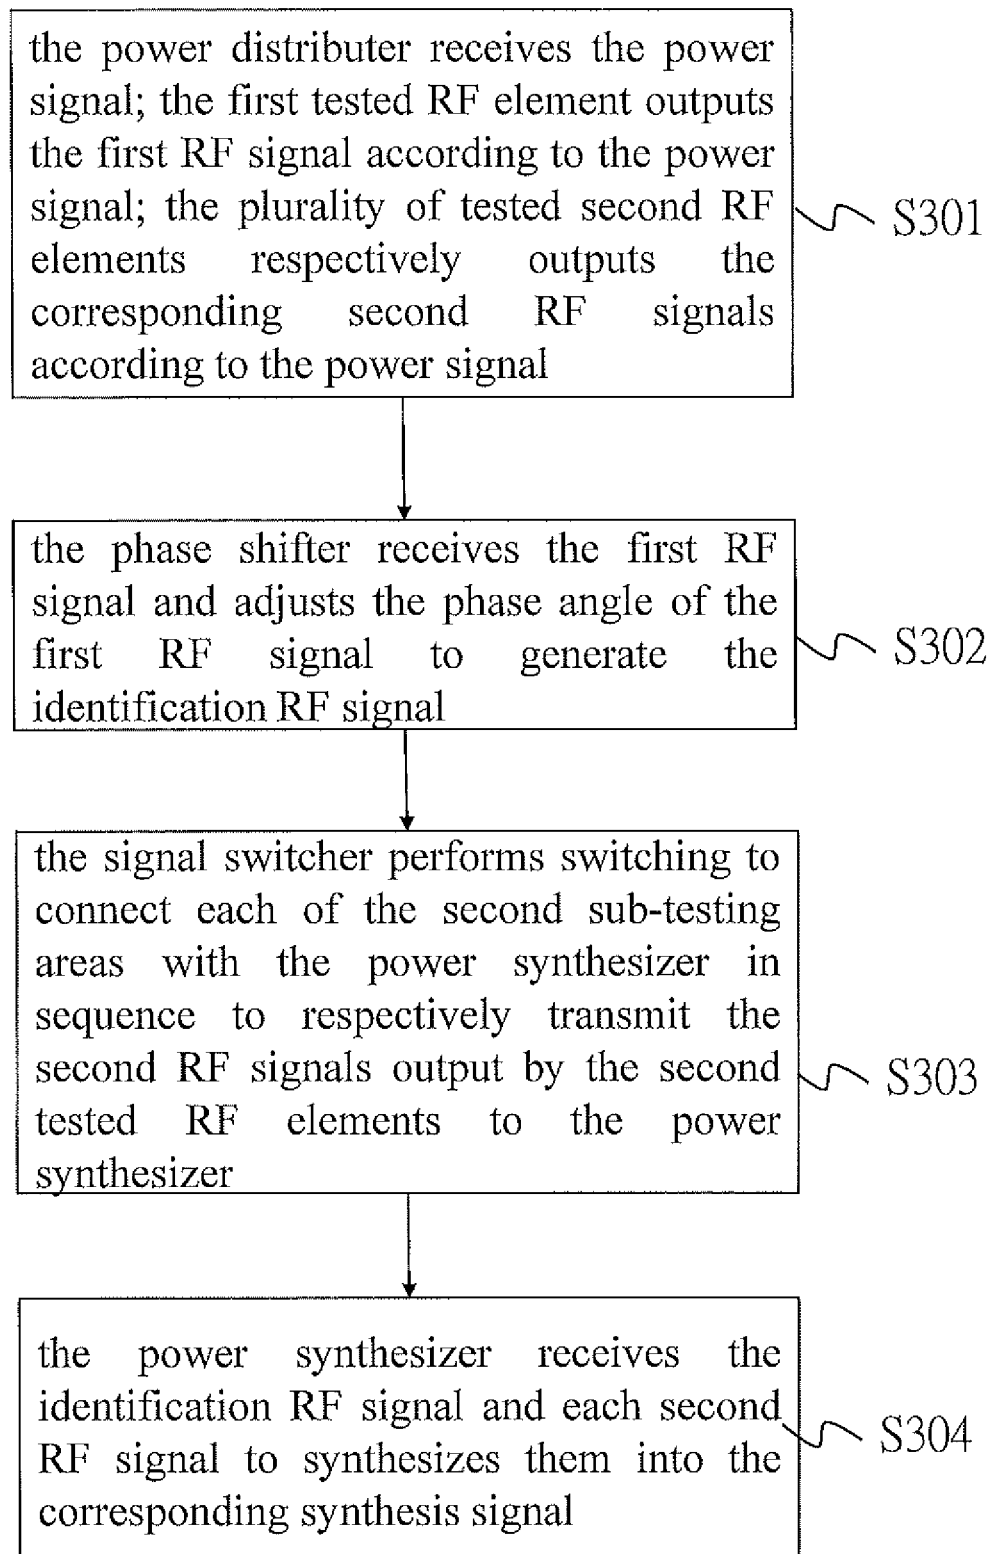 the power distributer receives the power
signal; the first tested RF element outputs
the first RF signal according to the power
signal; the plurality of tested second RF
elements respectively outputs the
corresponding second RF signals
according to the power signal
S301
the phase shifter receives the first RF
signal and adjusts the phase angle of the
first RF signal to generate the
identification RF signal
S302
the signal switcher performs switching to
connect each of the second sub-testing
areas with the power synthesizer in
sequence to respectively transmit the
second RF signals output by the second
tested RF elements to the power
synthesizer
S303
the power synthesizer receives the
identification RF signal and each second
RF signal to synthesizes them into the
corresponding synthesis signal
S304